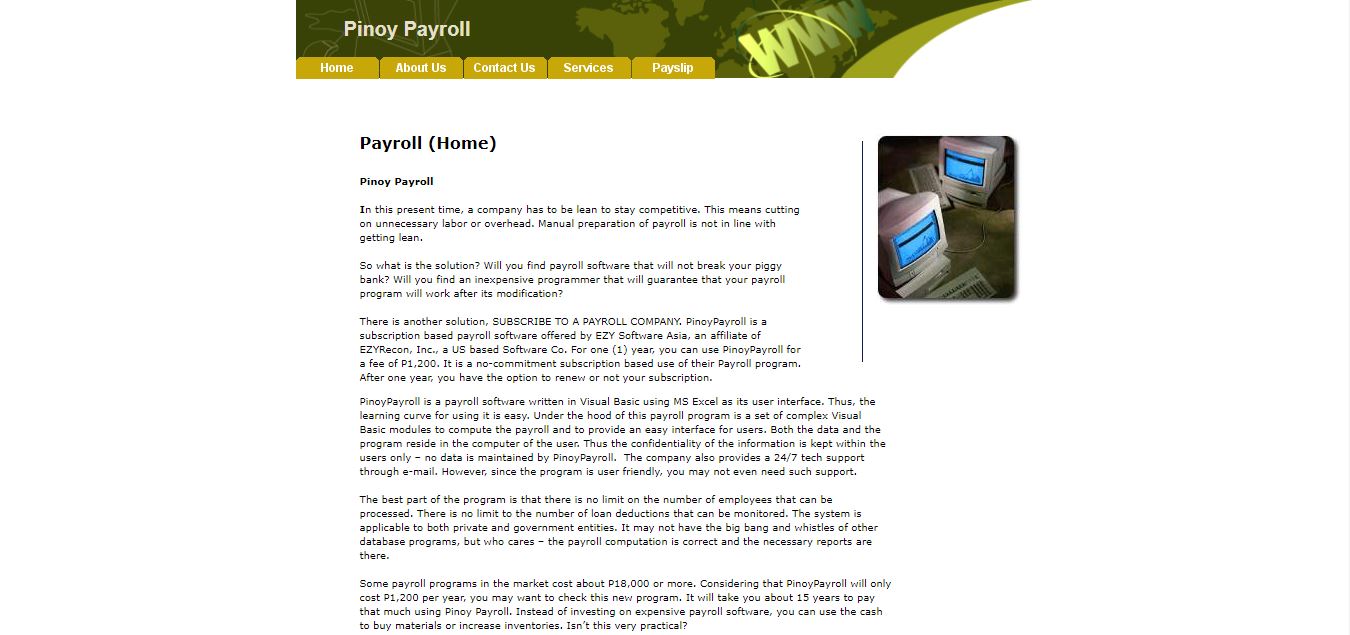 Pinoy Payroll
WWW
Home About Us Contact Us Services Payslip
Payroll (Home)
Pinoy Payroll
In this present time, a company has to be lean to stay competitive. This means cutting
on unnecessary labor or overhead. Manual preparation of payroll is not in line with
getting lean.
So what is the solution? Will you find payroll software that will not break your piggy
bank? Will you find an inexpensive programmer that will guarantee that your payroll
program will work after its modification?
There is another solution, SUBSCRIBE TO A PAYROLL COMPANY. PinoyPayroll is a
subscription based payroll software offered by EZY Software Asia, an affiliate of
EZYRecon, Inc., a US based Software Co. For one (1) year, you can use PinoyPayroll for
a fee of P1,200. It is a no-commitment subscription based use of their Payroll program.
After one year, you have the option to renew or not your subscription.
PinoyPayroll is a payroll software written in Visual Basic using MS Excel as its user interface. Thus, the
learning curve for using it is easy. Under the hood of this payroll program is a set of complex Visual
Basic modules to compute the payroll and to provide an easy interface for users. Both the data and the
program reside in the computer of the user. Thus the confidentiality of the information is kept within the
users only – no data is maintained by PinoyPayroll.  The company also provides a 24/7 tech support
through e-mail. However, since the program is user friendly, you may not even need such support.
The best part of the program is that there is no limit on the number of employees that can be
processed. There is no limit to the number of loan deductions that can be monitored. The system is
applicable to both private and government entities. It may not have the big bang and whistles of other
database programs, but who cares – the payroll computation is correct and the necessary reports are
there.
Some payroll programs in the market cost about P18,000 or more. Considering that PinoyPayroll will only
cost P1,200 per year, you may want to check this new program. It will take you about 15 years to pay
that much using Pinoy Payroll. Instead of investing on expensive payroll software, you can use the cash
to buy materials or increase inventories. Isn’t this very practical?